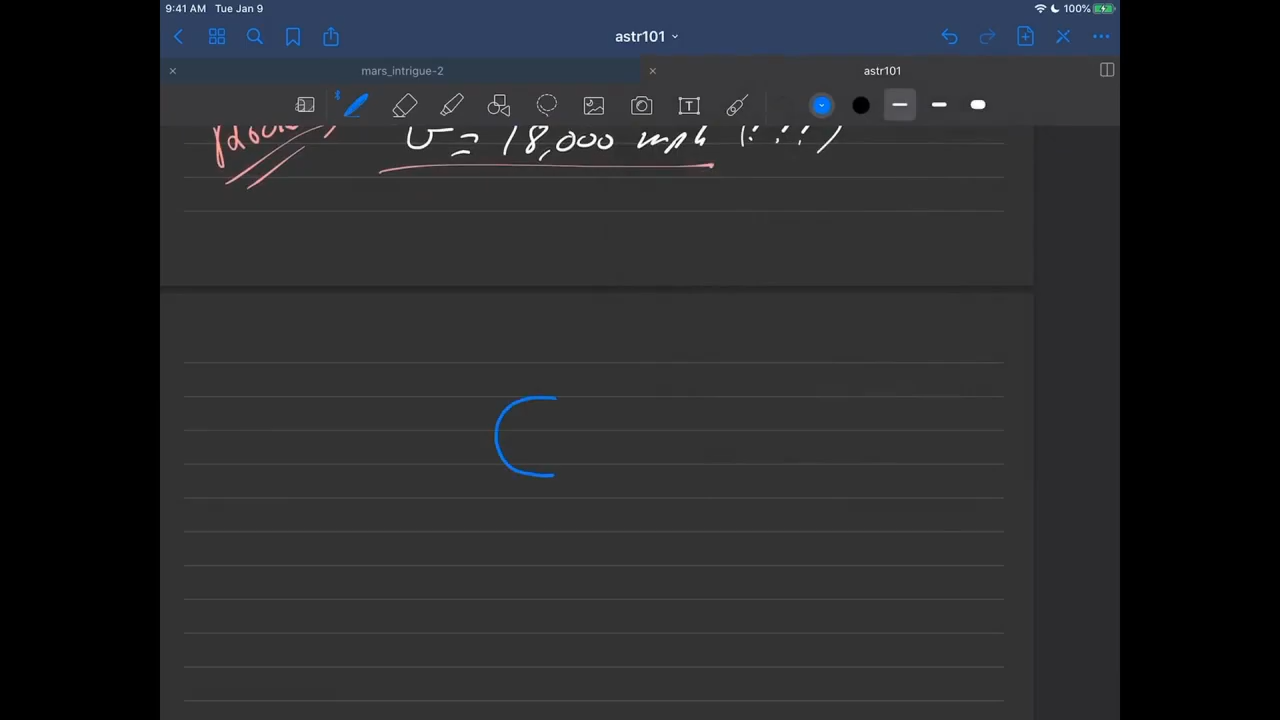 9:41 AM Tue Jan 9
100%
astr101
mars_intrigue-2
astr101
T
v = 18,000 mph (???)